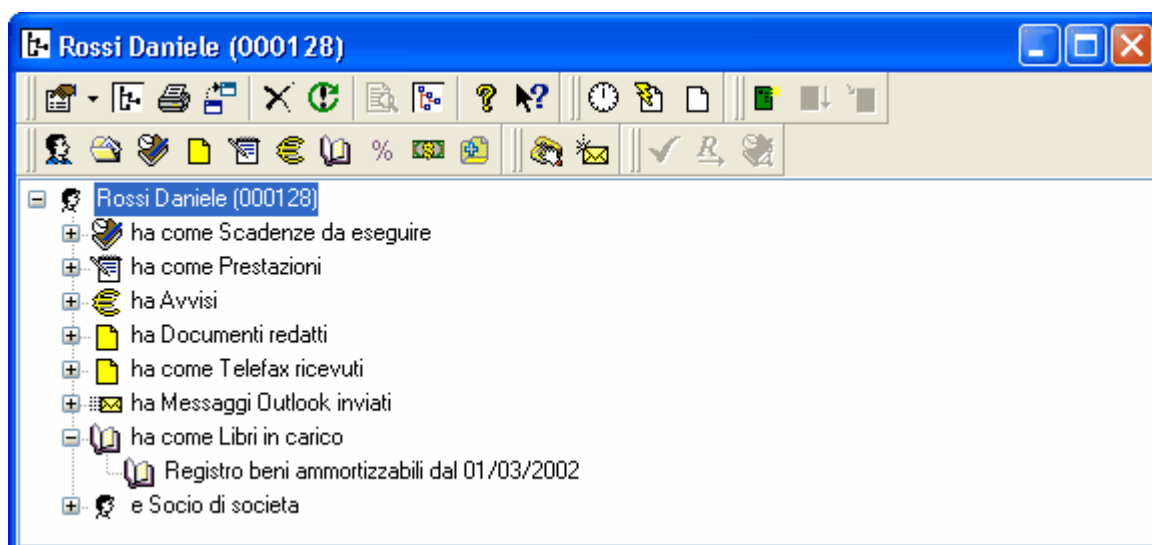 Rossi Daniele (000128)
Rossi Daniele (000128)
ha come Scadenze da eseguire
ha come Prestazioni
ha Avvisi
ha Documenti redatti
ha come Telefax ricevuti
ha Messaggi Outlook inviati
ha come Libri in carico
Registro beni ammortizzabili dal 01/03/2002
e Socio di societa